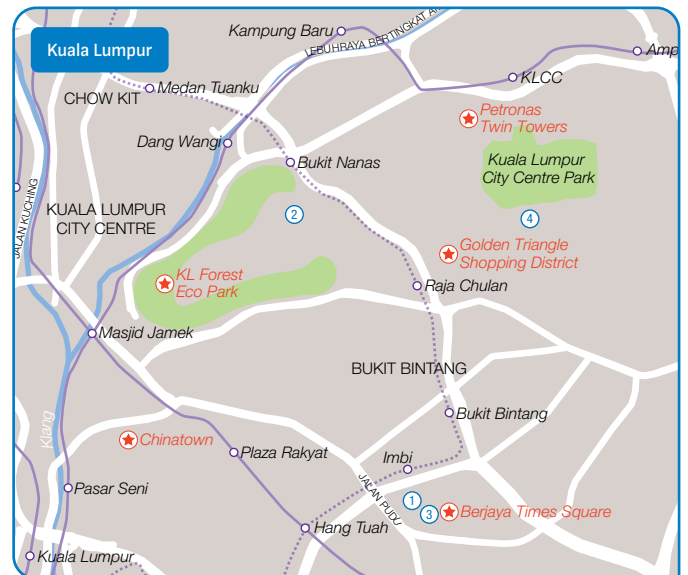 Kuala Lumpur
Kampung Baru
LEBUHRAYA BERTINGKAT
KLCC
Medan Tuanku
CHOW KIT
Petronas
Twin Towers
Dang Wangi
Bukit Nanas
Kuala Lumpur
City Centre Park
JALAN KUCHING
KUALA LUMPUR
CITY CENTRE
2
4
Golden Triangle
Shopping District
KL Forest
Eco Park
Raja Chulan
Masjid Jamek
BUKIT BINTANG
Bukit Bintang
Klang
Chinatown
Plaza Rakyat
Imbi
Pasar Seni
JALAN PUDU
1
3
Berjaya Times Square
Hang Tuah
Kuala Lumpur